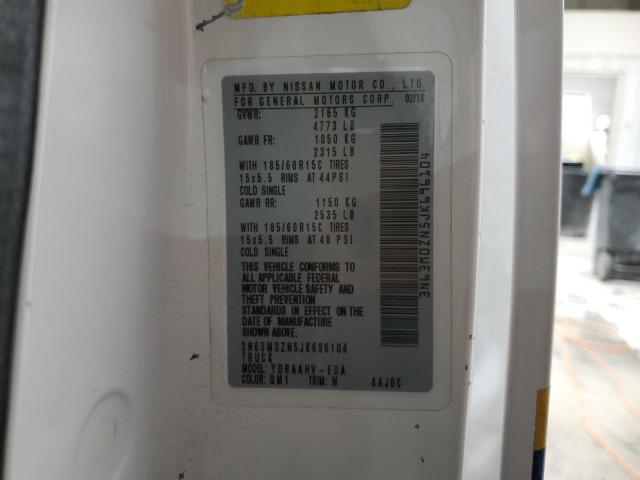 MFD. BY NISSAN MOTOR CO., LTD.
FOR GENERAL MOTORS CORP. 02/18
GVWR: 2165 KG
4773 LB
GAWR FR: 1050 KG
2315 LB
WITH 185/60R15C TIRES
15x5.5 RIMS AT 44PSI
COLD SINGLE
GAWR RR: 1150 KG
2535 LB
WITH 185/60R15C TIRES
15x5.5 RIMS AT 48 PSI
COLD SINGLE
THIS VEHICLE CONFORMS TO
ALL APPLICABLE FEDERAL
MOTOR VEHICLE SAFETY AND
THEFT PREVENTION
STANDARDS IN EFFECT ON
THE DATE OF MANUFACTURE
SHOWN ABOVE.
3N63M0ZN5JK696104
TRUCK
MODEL: YDRAAHV-EUA
COLOR: QM1 TRIM: W 4AJ0C
3N63M0ZN5JK696104